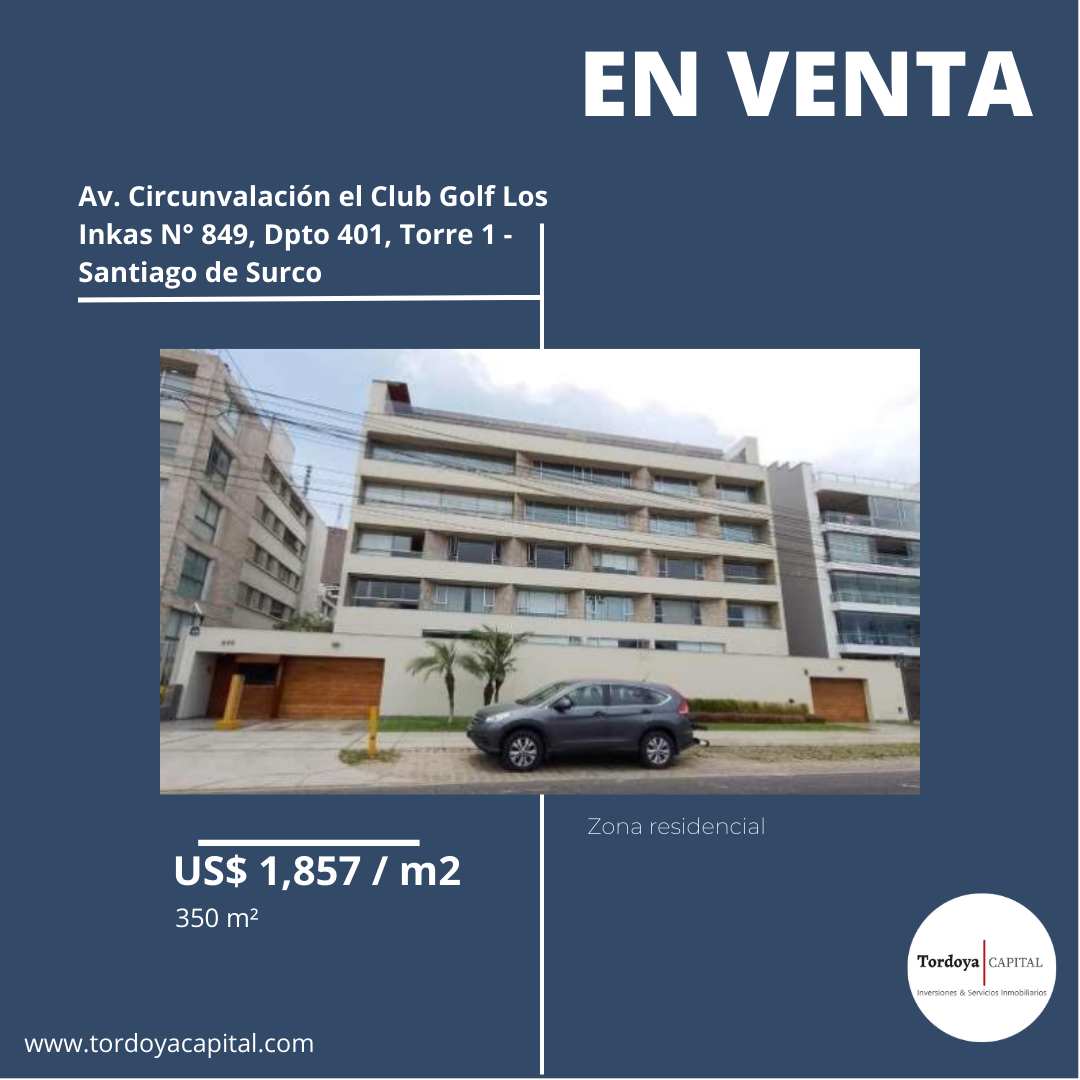 EN VENTA
Av. Circunvalación el Club Golf Los
Inkas N° 849, Dpto 401, Torre 1 -
Santiago de Surco
Zona residencial
US$ 1,857 / m2
350 m²
Tordoya CAPITAL
Inversiones & Servicios Inmobiliarios
www.tordoyacapital.com